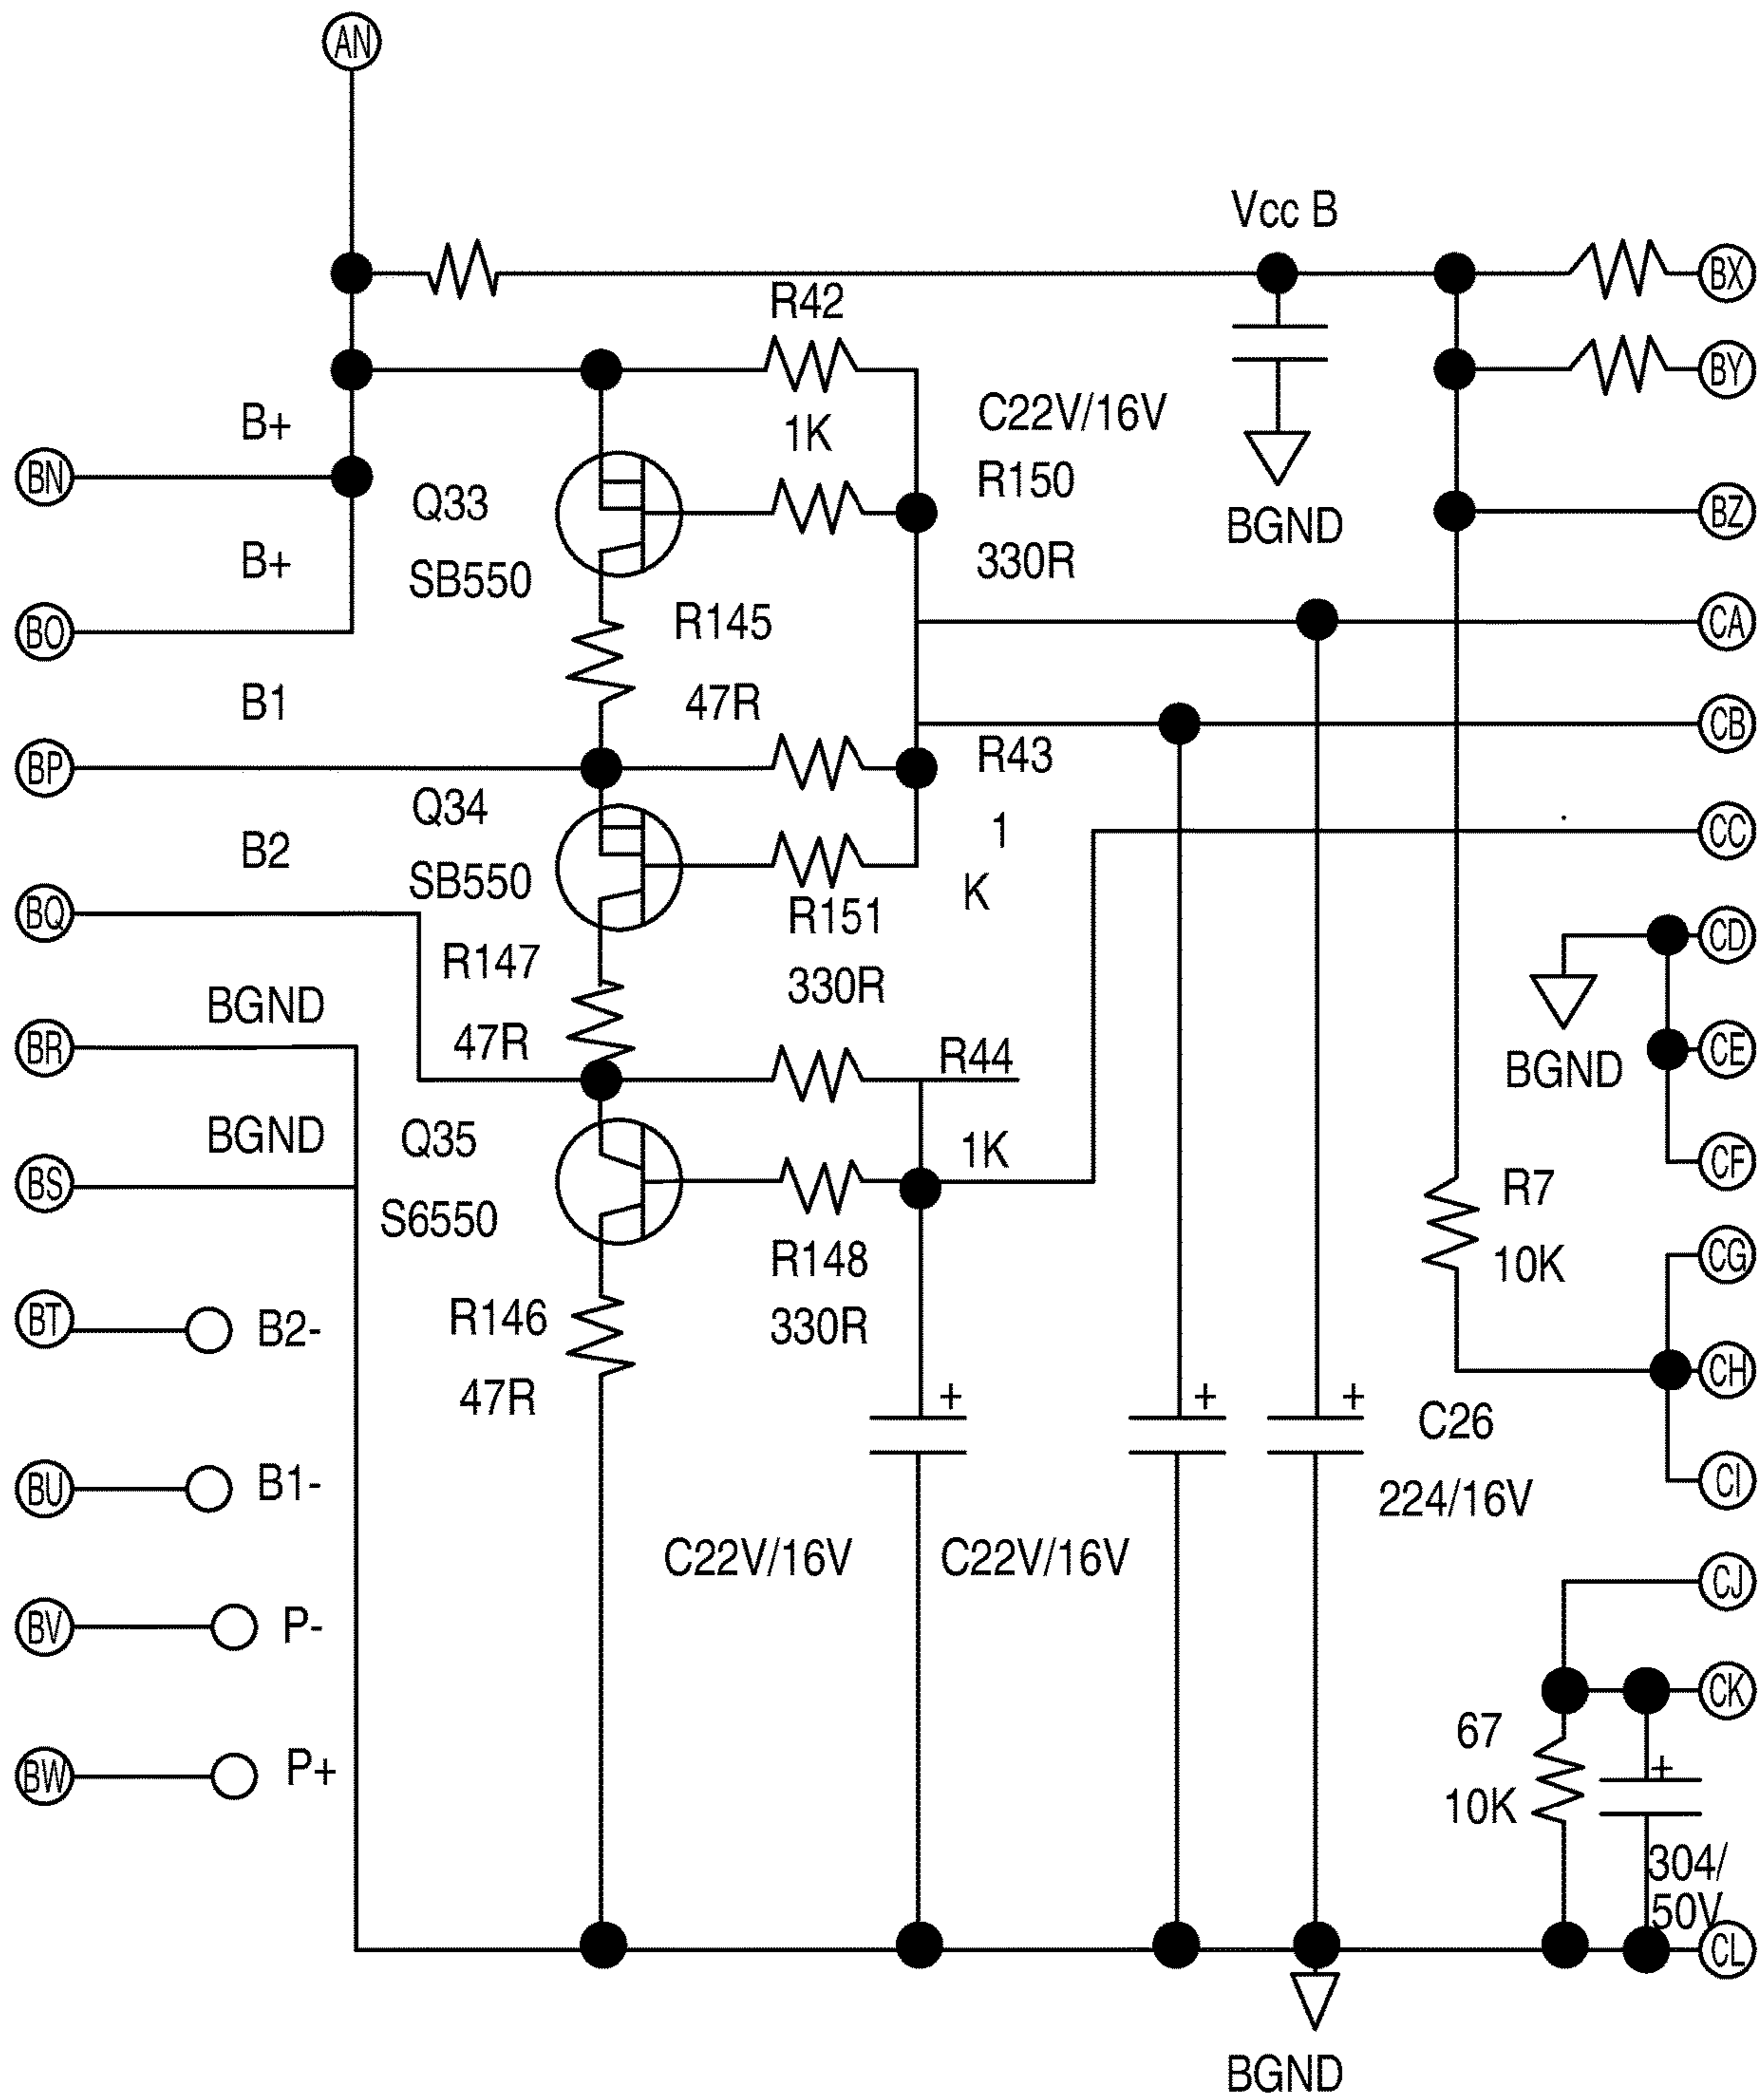 AN
Vcc B
BX
R42
BY
B+
1K
C22V/16V
BN
Q33
R150
BGND
BZ
B+
SB550
330R
BO
R145
CA
B1
47R
R43
CB
BP
Q34
1
CC
B2
SB550
K
BQ
R151
CD
R147
330R
BGND
47R
R44
BGND
CE
BR
BGND
Q35
1K
CF
BS
S6550
R7
R148
10K
CG
BT
B2-
R146
330R
CH
47R
+
+
+
C26
BU
B1-
224/16V
CI
C22V/16V
C22V/16V
CJ
BV
P-
67
CK
BW
P+
10K
+
304/
50V
CL
BGND